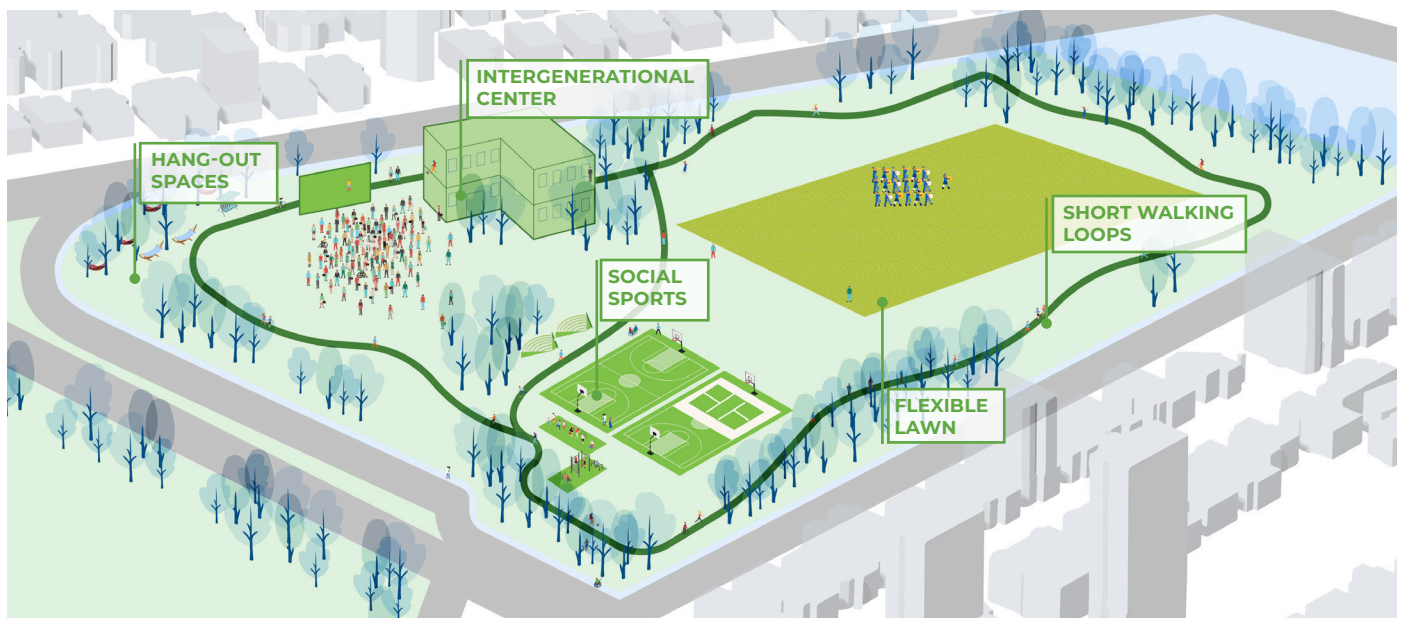 INTERGENERATIONAL
CENTER
HANG-OUT
SPACES
SHORT WALKING
LOOPS
SOCIAL
SPORTS
FLEXIBLE
LAWN